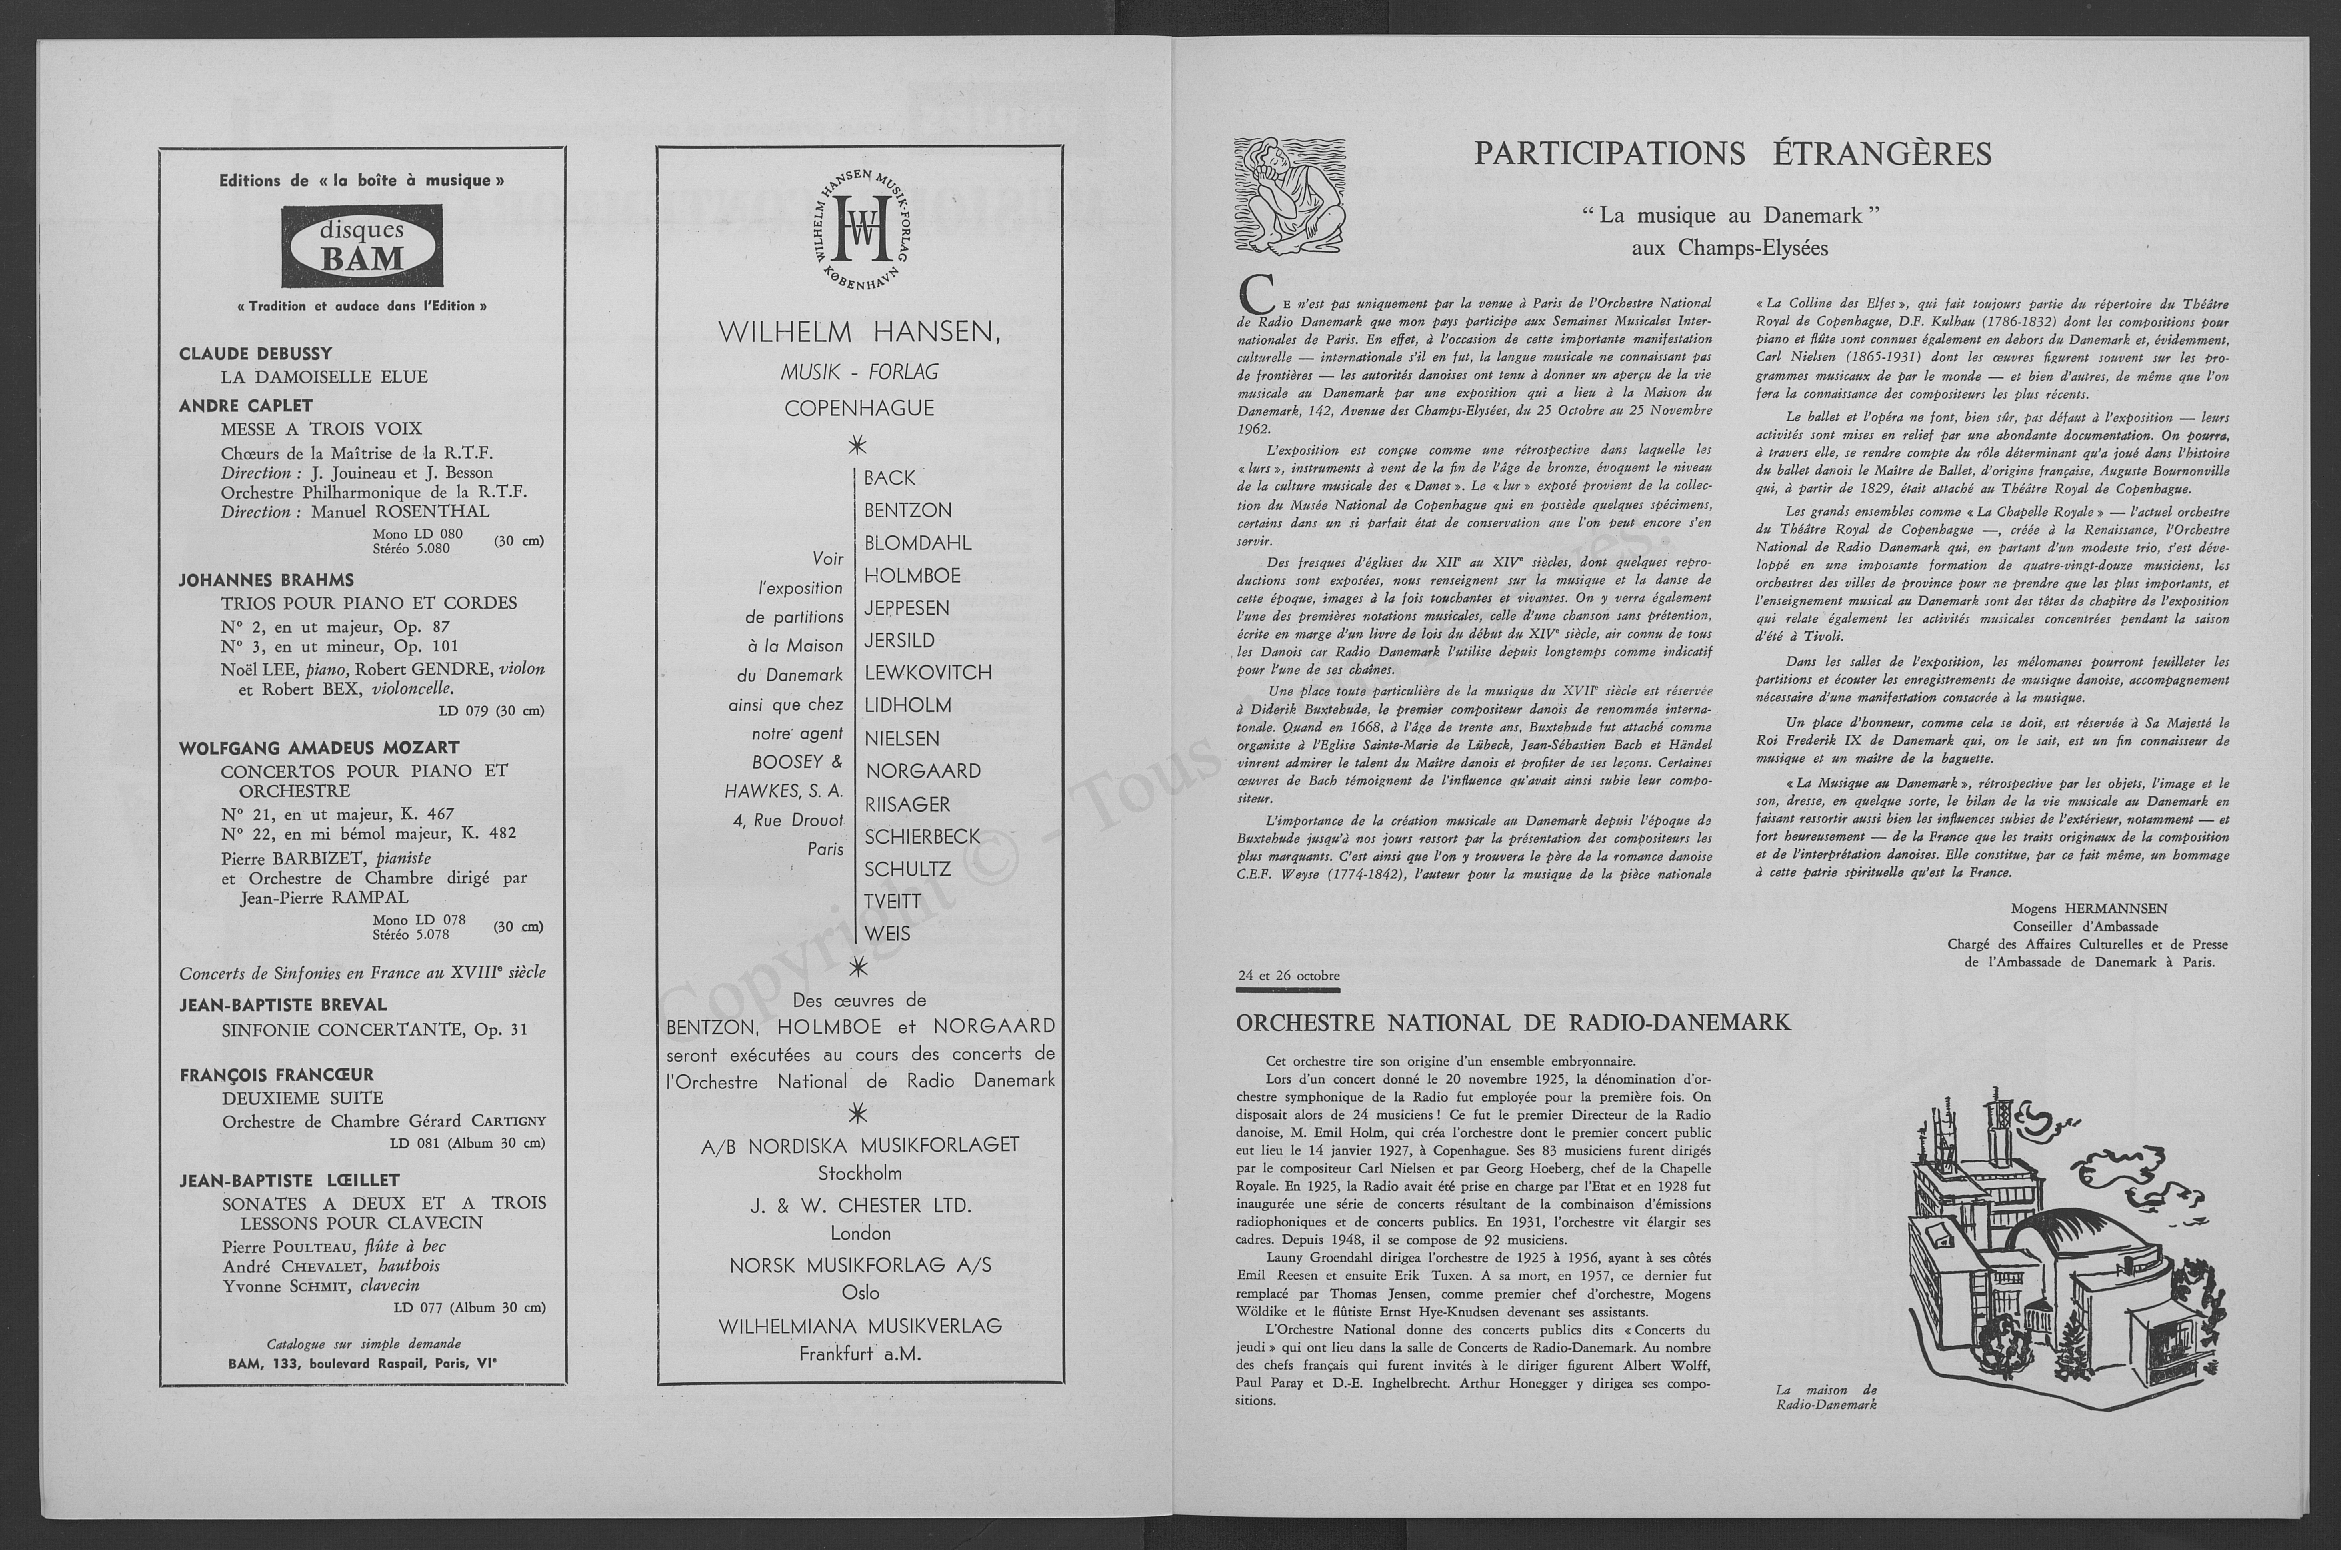 Editions de « la boîte à musique »
disques
BAM
« Tradition et audace dans l'Edition »
CLAUDE DEBUSSY
LA DAMOISELLE ELUE
ANDRE CAPLET
MESSE A TROIS VOIX
Chœurs de la Maîtrise de la R.T.F.
Direction : J. Jouineau et J. Besson
Orchestre Philharmonique de la R.T.F.
Direction : Manuel ROSENTHAL
Mono LD 080
Stéréo 5.080 (30 cm)
JOHANNES BRAHMS
TRIOS POUR PIANO ET CORDES
N° 2, en ut majeur, Op. 87
N° 3, en ut mineur, Op. 101
Noël LEE, piano, Robert GENDRE, violon
et Robert BEX, violoncelle.
LD 079 (30 cm)
WOLFGANG AMADEUS MOZART
CONCERTOS POUR PIANO ET
ORCHESTRE
N° 21, en ut majeur, K. 467
N° 22, en mi bémol majeur, K. 482
Pierre BARBIZET, pianiste
et Orchestre de Chambre dirigé par
Jean-Pierre RAMPAL
Mono LD 078
Stéréo 5.078 (30 cm)
Concerts de Sinfonies en France au XVIIIe siècle
JEAN-BAPTISTE BREVAL
SINFONIE CONCERTANTE, Op. 31
FRANÇOIS FRANCŒUR
DEUXIEME SUITE
Orchestre de Chambre Gérard CARTIGNY
LD 081 (Album 30 cm)
JEAN-BAPTISTE LŒILLET
SONATES A DEUX ET A TROIS
LESSONS POUR CLAVECIN
Pierre POULTEAU, flûte à bec
André CHEVALET, hautbois
Yvonne SCHMIT, clavecin
LD 077 (Album 30 cm)
Catalogue sur simple demande
BAM, 133, boulevard Raspail, Paris, VIe
WILHELM HANSEN MUSIK-FORLAG
WH
KØBENHAVN
WILHELM HANSEN,
MUSIK - FORLAG
COPENHAGUE
Voir
l'exposition
de partitions
à la Maison
du Danemark
ainsi que chez
notre agent
BOOSEY &
HAWKES, S. A.
4, Rue Drouot
Paris
BACK
BENTZON
BLOMDAHL
HOLMBOE
JEPPESEN
JERSILD
LEWKOVITCH
LIDHOLM
NIELSEN
NORGAARD
RIISAGER
SCHIERBECK
SCHULTZ
TVEITT
WEIS
Des œuvres de
BENTZON, HOLMBOE et NORGAARD
seront exécutées au cours des concerts de
l'Orchestre National de Radio Danemark
A/B NORDISKA MUSIKFORLAGET
Stockholm
J. & W. CHESTER LTD.
London
NORSK MUSIKFORLAG A/S
Oslo
WILHELMIANA MUSIKVERLAG
Frankfurt a.M.
PARTICIPATIONS ÉTRANGÈRES
“ La musique au Danemark ”
aux Champs-Elysées
CE n'est pas uniquement par la venue à Paris de l'Orchestre National
de Radio Danemark que mon pays participe aux Semaines Musicales Inter-
nationales de Paris. En effet, à l'occasion de cette importante manifestation
culturelle — internationale s'il en fut, la langue musicale ne connaissant pas
de frontières — les autorités danoises ont tenu à donner un aperçu de la vie
musicale au Danemark par une exposition qui a lieu à la Maison du
Danemark, 142, Avenue des Champs-Elysées, du 25 Octobre au 25 Novembre
1962.
L'exposition est conçue comme une rétrospective dans laquelle les
« lurs », instruments à vent de la fin de l'âge de bronze, évoquent le niveau
de la culture musicale des « Danes ». Le « lur » exposé provient de la collec-
tion du Musée National de Copenhague qui en possède quelques spécimens,
certains dans un si parfait état de conservation que l'on peut encore s'en
servir.
Des fresques d'églises du XIIe au XIVe siècles, dont quelques repro-
ductions sont exposées, nous renseignent sur la musique et la danse de
cette époque, images à la fois touchantes et vivantes. On y verra également
l'une des premières notations musicales, celle d'une chanson sans prétention,
écrite en marge d'un livre de lois du début du XIVe siècle, air connu de tous
les Danois car Radio Danemark l'utilise depuis longtemps comme indicatif
pour l'une de ses chaînes.
Une place toute particulière de la musique du XVIIe siècle est réservée
à Diderik Buxtehude, le premier compositeur danois de renommée interna-
tonale. Quand en 1668, à l'âge de trente ans, Buxtehude fut attaché comme
organiste à l'Eglise Sainte-Marie de Lübeck, Jean-Sébastien Bach et Händel
vinrent admirer le talent du Maître danois et profiter de ses leçons. Certaines
œuvres de Bach témoignent de l'influence qu'avait ainsi subie leur compo-
siteur.
L'importance de la création musicale au Danemark depuis l'époque de
Buxtehude jusqu'à nos jours ressort par la présentation des compositeurs les
plus marquants. C'est ainsi que l'on y trouvera le père de la romance danoise
C.E.F. Weyse (1774-1842), l'auteur pour la musique de la pièce nationale
« La Colline des Elfes », qui fait toujours partie du répertoire du Théâtre
Royal de Copenhague, D.F. Kulhau (1786-1832) dont les compositions pour
piano et flûte sont connues également en dehors du Danemark et, évidemment,
Carl Nielsen (1865-1931) dont les œuvres figurent souvent sur les pro-
grammes musicaux de par le monde — et bien d'autres, de même que l'on
fera la connaissance des compositeurs les plus récents.
Le ballet et l'opéra ne font, bien sûr, pas défaut à l'exposition — leurs
activités sont mises en relief par une abondante documentation. On pourra,
à travers elle, se rendre compte du rôle déterminant qu'a joué dans l'histoire
du ballet danois le Maître de Ballet, d'origine française, Auguste Bournonville
qui, à partir de 1829, était attaché au Théâtre Royal de Copenhague.
Les grands ensembles comme « La Chapelle Royale » — l'actuel orchestre
du Théâtre Royal de Copenhague —, créée à la Renaissance, l'Orchestre
National de Radio Danemark qui, en partant d'un modeste trio, s'est déve-
loppé en une imposante formation de quatre-vingt-douze musiciens, les
orchestres des villes de province pour ne prendre que les plus importants, et
l'enseignement musical au Danemark sont des têtes de chapitre de l'exposition
qui relate également les activités musicales concentrées pendant la saison
d'été à Tivoli.
Dans les salles de l'exposition, les mélomanes pourront feuilleter les
partitions et écouter les enregistrements de musique danoise, accompagnement
nécessaire d'une manifestation consacrée à la musique.
Un place d'honneur, comme cela se doit, est réservée à Sa Majesté le
Roi Frederik IX de Danemark qui, on le sait, est un fin connaisseur de
musique et un maître de la baguette.
« La Musique au Danemark », rétrospective par les objets, l'image et le
son, dresse, en quelque sorte, le bilan de la vie musicale au Danemark en
faisant ressortir aussi bien les influences subies de l'extérieur, notamment — et
fort heureusement — de la France que les traits originaux de la composition
et de l'interprétation danoises. Elle constitue, par ce fait même, un hommage
à cette patrie spirituelle qu'est la France.
Mogens HERMANNSEN
Conseiller d'Ambassade
Chargé des Affaires Culturelles et de Presse
de l'Ambassade de Danemark à Paris.
24 et 26 octobre
ORCHESTRE NATIONAL DE RADIO-DANEMARK
Cet orchestre tire son origine d'un ensemble embryonnaire.
Lors d'un concert donné le 20 novembre 1925, la dénomination d'or-
chestre symphonique de la Radio fut employée pour la première fois. On
disposait alors de 24 musiciens ! Ce fut le premier Directeur de la Radio
danoise, M. Emil Holm, qui créa l'orchestre dont le premier concert public
eut lieu le 14 janvier 1927, à Copenhague. Ses 83 musiciens furent dirigés
par le compositeur Carl Nielsen et par Georg Hoeberg, chef de la Chapelle
Royale. En 1925, la Radio avait été prise en charge par l'Etat et en 1928 fut
inaugurée une série de concerts résultant de la combinaison d'émissions
radiophoniques et de concerts publics. En 1931, l'orchestre vit élargir ses
cadres. Depuis 1948, il se compose de 92 musiciens.
Launy Groendahl dirigea l'orchestre de 1925 à 1956, ayant à ses côtés
Emil Reesen et ensuite Erik Tuxen. A sa mort, en 1957, ce dernier fut
remplacé par Thomas Jensen, comme premier chef d'orchestre, Mogens
Wöldike et le flûtiste Ernst Hye-Knudsen devenant ses assistants.
L'Orchestre National donne des concerts publics dits « Concerts du
jeudi » qui ont lieu dans la salle de Concerts de Radio-Danemark. Au nombre
des chefs français qui furent invités à le diriger figurent Albert Wolff,
Paul Paray et D.-E. Inghelbrecht. Arthur Honegger y dirigea ses compo-
sitions.
La maison de
Radio-Danemark
Copyright © - Tous